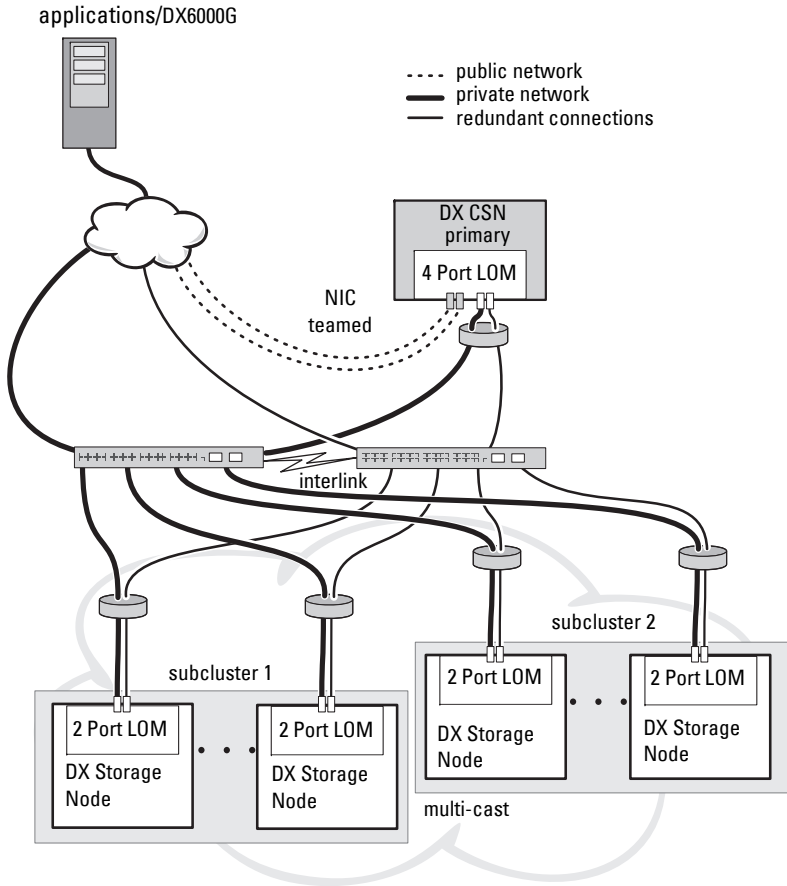 applications/DX6000G
public network
private network
redundant connections
DX CSN
primary
4 Port LOM
NIC
teamed
interlink
subcluster 2
subcluster 1
2 Port LOM
DX Storage
Node
2 Port LOM
DX Storage
Node
2 Port LOM
DX Storage
Node
2 Port LOM
DX Storage
Node
multi-cast